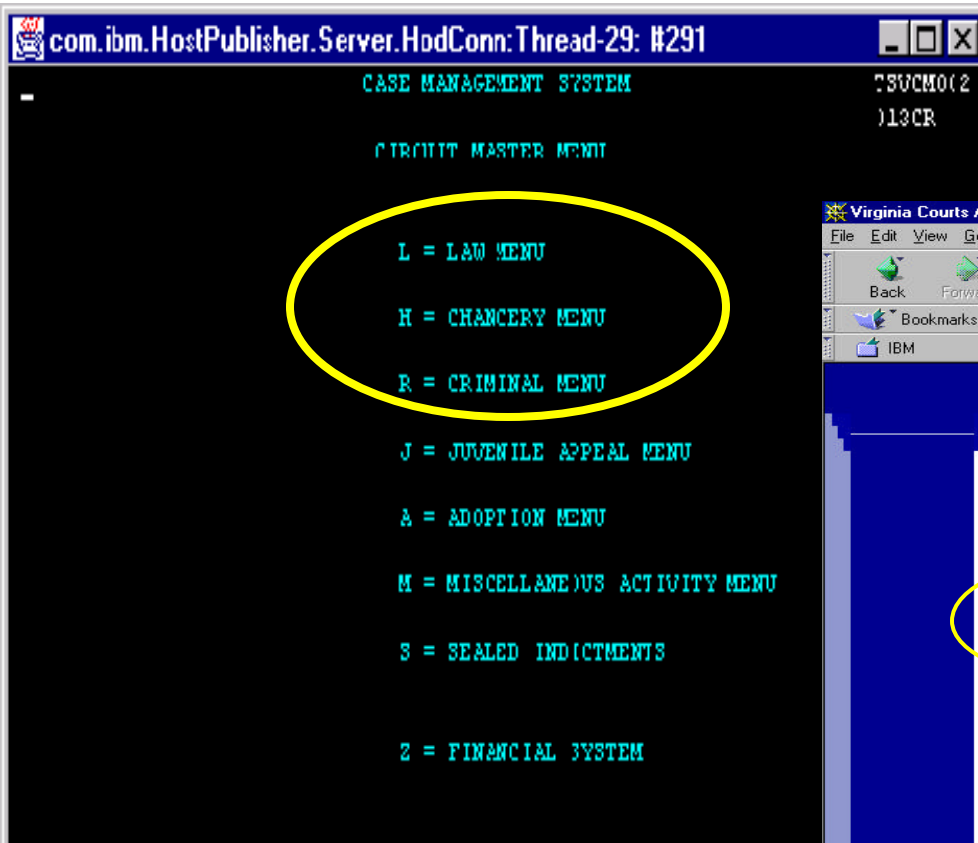 com.ibm.HostPublisher.Server.HodConn:Thread-29: #291
CASE MANAGEMENT SYSTEM
CIRCUIT MASTER MENU
L = LAW MENU
H = CHANCERY MENU
R = CRIMINAL MENU
J = JUVENILE APPEAL MENU
A = ADOPTION MENU
M = MISCELLANEOUS ACTIVITY MENU
S = SEALED INDICTMENTS
Z = FINANCIAL SYSTEM
Virginia Courts
File Edit View
Back
Bookmarks
IBM